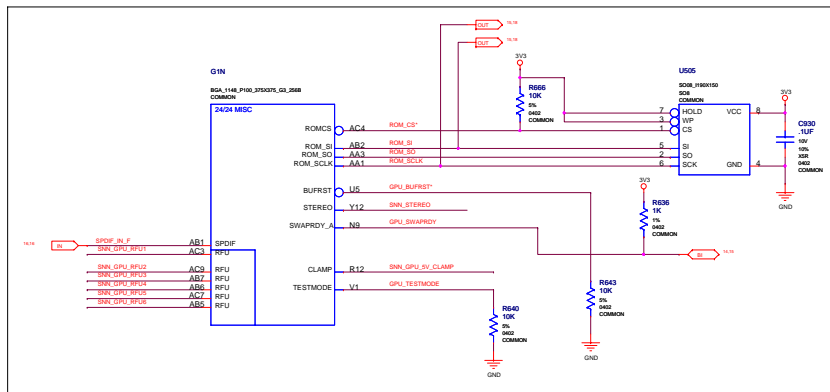 OUT
OUT
G1N
BGA_1148_P100_375X375_G3_256B
COMMON
24/24 MISC
ROMCS AC4 ROM_CS*
ROM_SI AB2 ROM_SI
ROM_SO AA3 ROM_SO
ROM_SCLK AA1 ROM_SCLK
BUFRST U5 GPU_BUFRST*
STEREO Y12 SNN_STEREO
SWAPRDY_A N9 GPU_SWAPRDY
CLAMP R12 SNN_GPU_5V_CLAMP
TESTMODE V1 GPU_TESTMODE
IN SPDIF_IN_F AB1 SPDIF
SNN_GPU_RFU1 AC3 RFU
SNN_GPU_RFU2 AC9 RFU
SNN_GPU_RFU3 AB7 RFU
SNN_GPU_RFU4 AB6 RFU
SNN_GPU_RFU5 AC7 RFU
SNN_GPU_RFU6 AB5 RFU
3V3
R666
10K
5%
0402
COMMON
U505
SO8
COMMON
7 HOLD VCC 8
3 WP
1 CS
5 SI
2 SO GND 4
6 SCK
3V3
C930
.1UF
10V
10%
X5R
0402
COMMON
GND
3V3
R636
1K
1%
0402
COMMON
BI
R643
10K
5%
0402
COMMON
GND
R640
10K
5%
0402
COMMON
GND